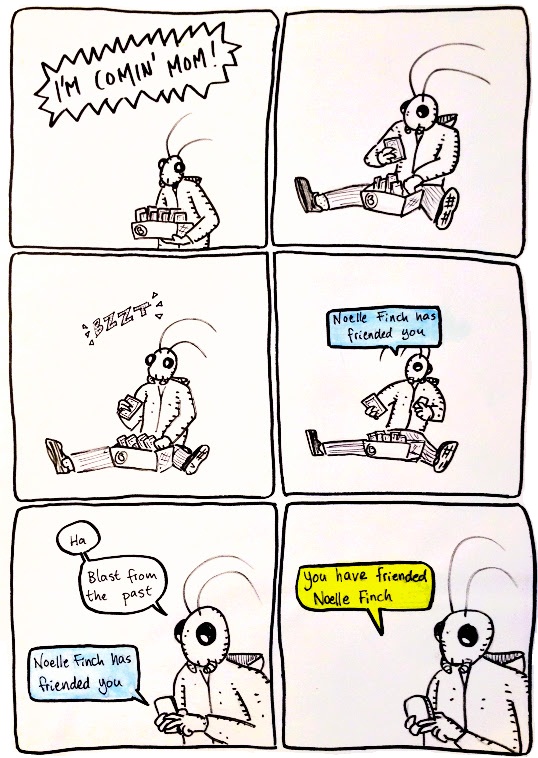 I'M COMIN' MOM!
BZZT
Noelle Finch has
friended you
Ha
Blast from
the past
Noelle Finch has
friended you
You have friended
Noelle Finch